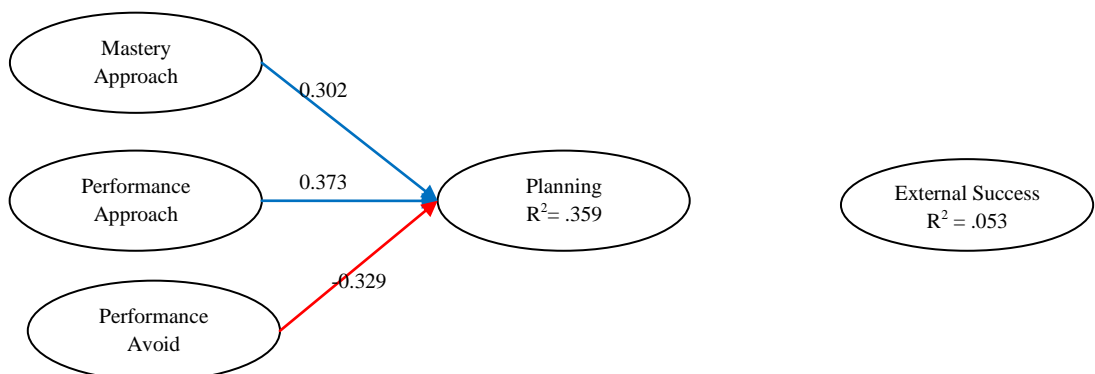 Mastery
Approach
0.302
Performance
Approach
0.373
Planning
R²= .359
External Success
R² = .053
-0.329
Performance
Avoid